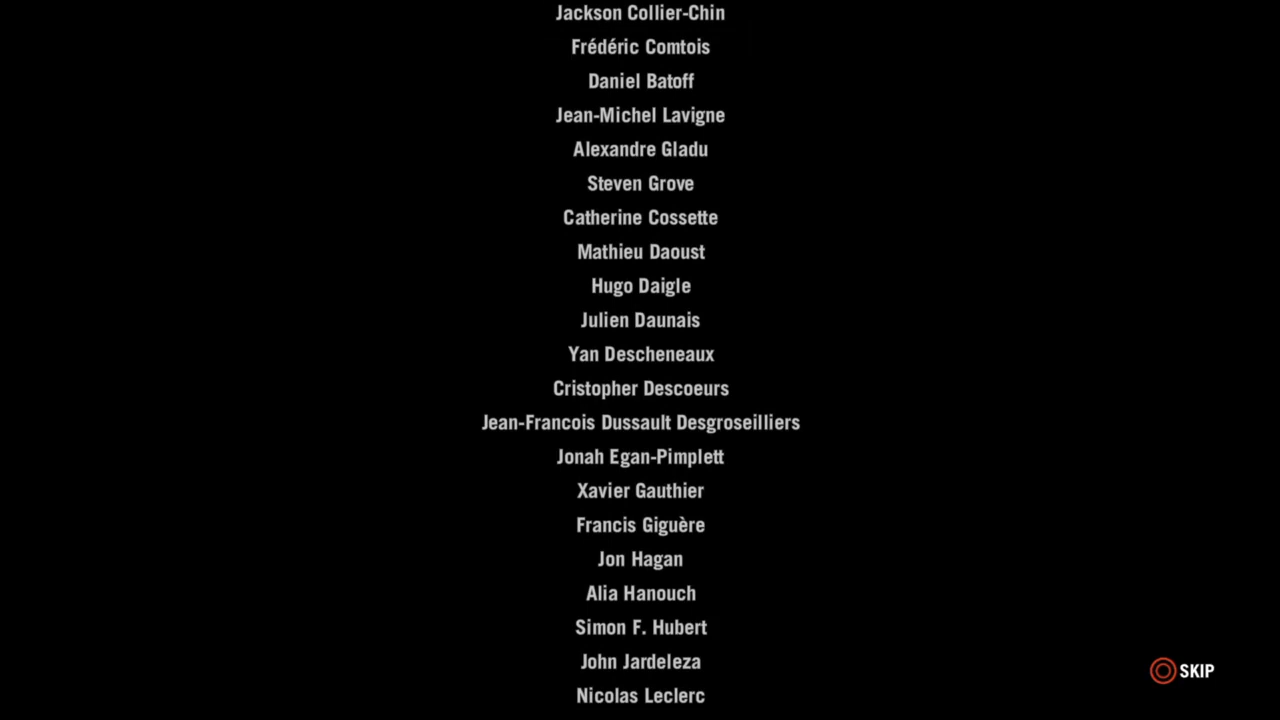 Jackson Collier-Chin
Frédéric Comtois
Daniel Batoff
Jean-Michel Lavigne
Alexandre Gladu
Steven Grove
Catherine Cossette
Mathieu Daoust
Hugo Daigle
Julien Daunais
Yan Descheneaux
Cristopher Descoeurs
Jean-Francois Dussault Desgroseilliers
Jonah Egan-Pimplett
Xavier Gauthier
Francis Giguère
Jon Hagan
Alia Hanouch
Simon F. Hubert
John Jardeleza
SKIP
Nicolas Leclerc